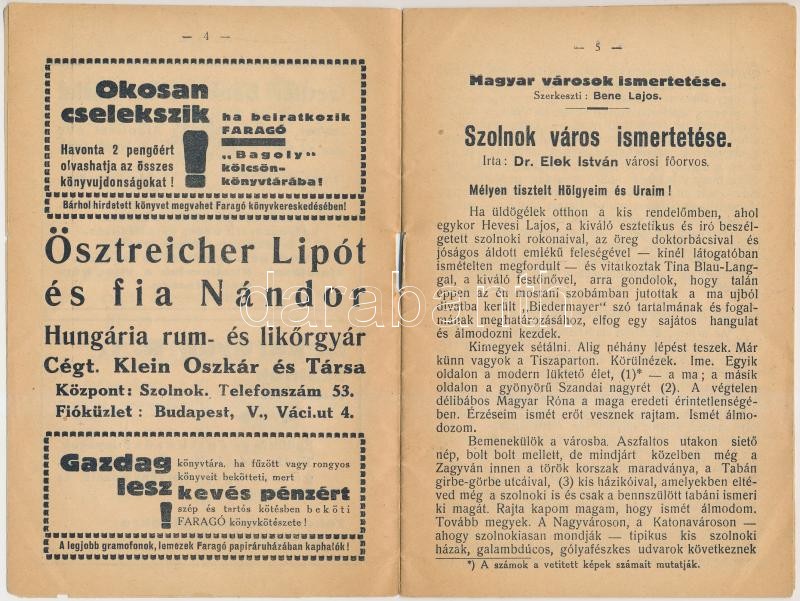 — 4 —
Okosan
cselekszik
ha beiratkozik
FARAGÓ
Havonta 2 pengőért
olvashatja az összes
könyvujdonságokat !
!
„Bagoly"
kölcsön-
könyvtárába!
Bárhol hirdetett könyvet megvehet Faragó könyvkereskedésében!
Ösztreicher Lipót
és fia Nándor
Hungária rum- és likőrgyár
Cégt. Klein Oszkár és Társa
Központ: Szolnok. Telefonszám 53.
Fióküzlet : Budapest, V., Váci.ut 4.
Gazdag
lesz
!
könyvtára, ha fűzött vagy rongyos
könyveit bekötteti, mert
kevés pénzért
szép és tartós kötésben beköti
FARAGÓ könyvkötészete !
A legjobb gramofonok, lemezek Faragó papiráruházában kaphatók !
— 5 —
Magyar városok ismertetése.
Szerkeszti : Bene Lajos.
Szolnok város ismertetése.
Irta : Dr. Elek István városi főorvos.
Mélyen tisztelt Hölgyeim és Uraim !
Ha üldögélek otthon a kis rendelőmben, ahol
egykor Hevesi Lajos, a kiváló esztetikus és iró beszél-
getett szolnoki rokonaival, az öreg doktorbácsival és
jóságos áldott emlékű feleségével — kinél látogatóban
ismételten megfordult — és vitatkoztak Tina Blau-Lang-
gal, a kiváló festőnővel, arra gondolok, hogy talán
éppen az én mostani szobámban jutottak a ma ujból
divatba került „Biedermayer" szó tartalmának és fogal-
mának meghatározásához, elfog egy sajátos hangulat
és álmodozni kezdek.
Kimegyek sétálni. Alig néhány lépést teszek. Már
künn vagyok a Tiszaparton. Körülnézek. Ime. Egyik
oldalon a modern lüktető élet, (1)* — a ma ; a másik
oldalon a gyönyörű Szandai nagyrét (2). A végtelen
délibábos Magyar Róna a maga eredeti érintetlenségé-
ben. Érzéseim ismét erőt vesznek rajtam. Ismét álmo-
dozom.
Bemenekülök a városba. Aszfaltos utakon siető
nép, bolt bolt mellett, de mindjárt közelben még a
Zagyván innen a török korszak maradványa, a Tabán
girbe-görbe utcáival, (3) kis házikóival, amelyekben elté-
ved még a szolnoki is és csak a bennszülött tabáni ismeri
ki magát. Rajta kapom magam, hogy ismét álmodom.
Tovább megyek. A Nagyvároson, a Katonavároson —
ahogy szolnokiasan mondják — tipikus kis szolnoki
házak, galambdúcos, gólyafészkes udvarok következnek
*) A számok a vetitett képek számait mutatják.
darabanth